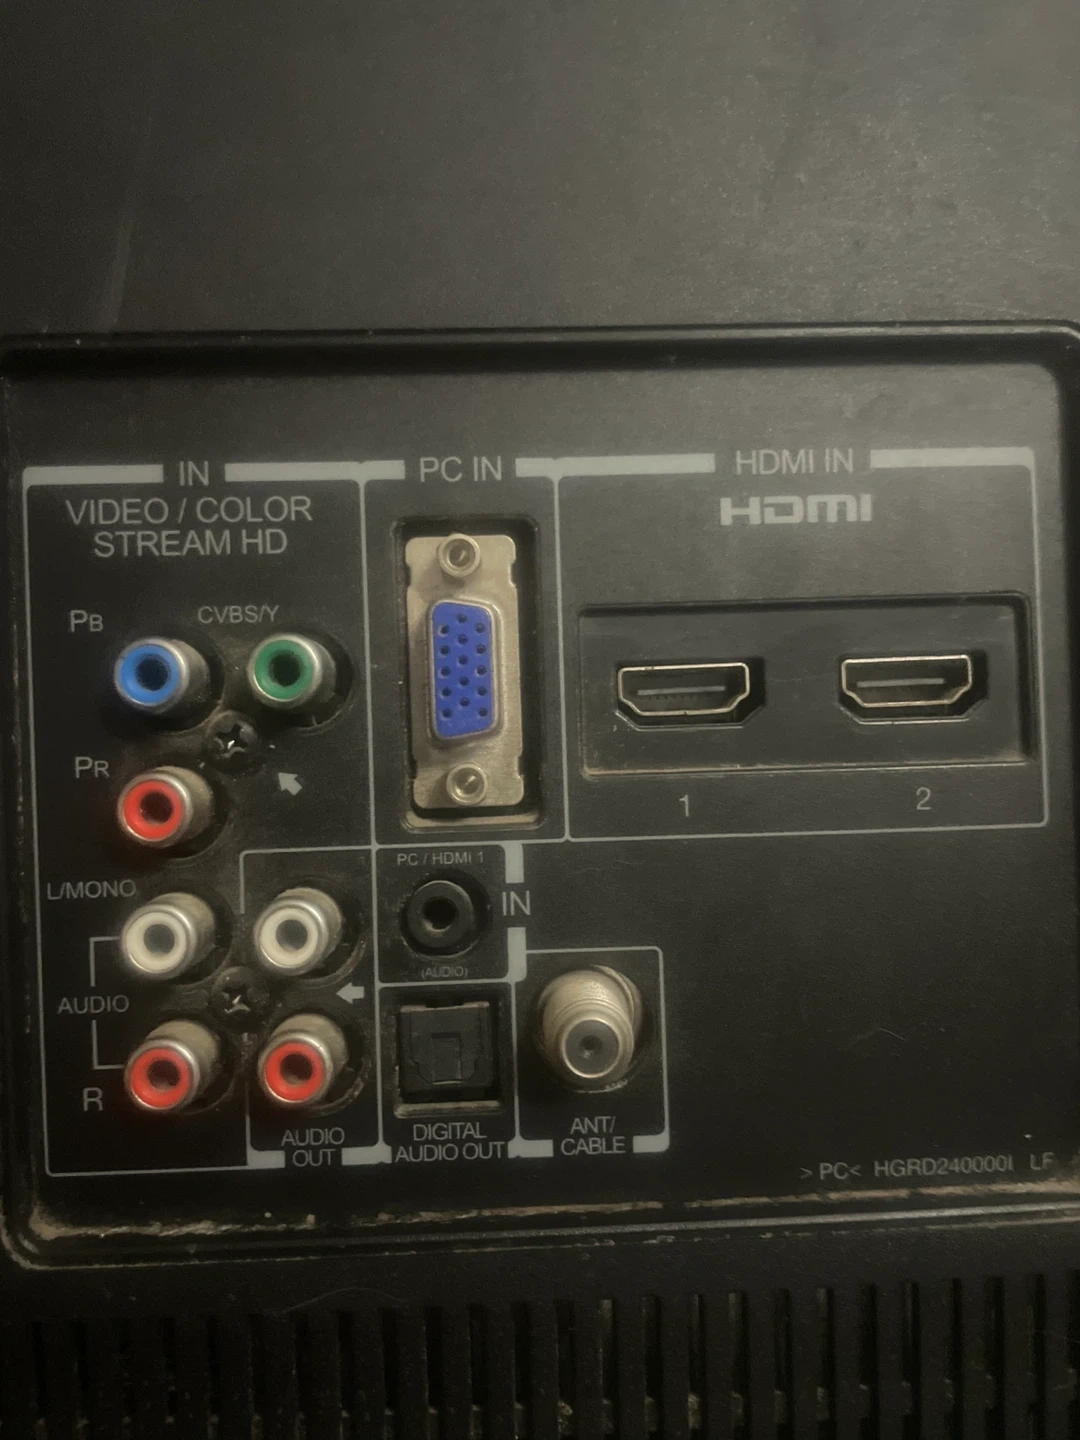 IN
VIDEO / COLOR
STREAM HD
PB
CVBS/Y
PR
L/MONO
AUDIO
R
AUDIO
OUT
PC IN
PC / HDMI 1
IN
(AUDIO)
DIGITAL
AUDIO OUT
ANT/
CABLE
HDMI IN
HDMI
1
2
>PC< HGRD240000I LF